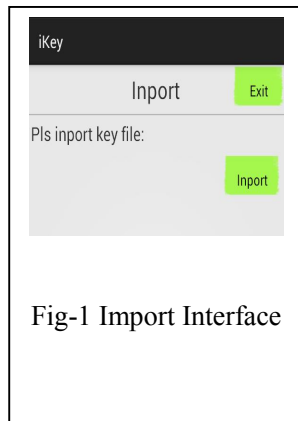 iKey
Inport Exit
Pls inport key file:
Inport
Fig-1 Import Interface